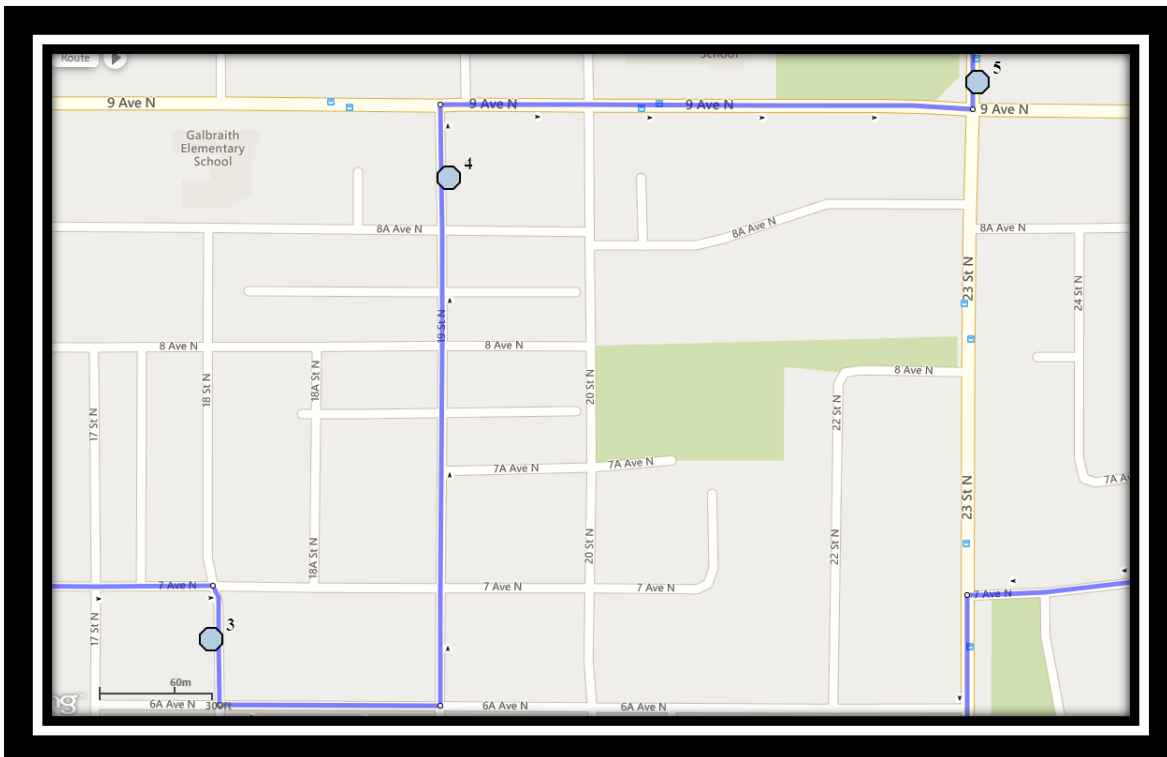 Route
School
5
9 Ave N
9 Ave N
9 Ave N
9 Ave N
Galbraith
Elementary
School
4
8A Ave N
8A Ave N
8A Ave N
23 St N
24 St N
19 St N
8 Ave N
8 Ave N
8 Ave N
18 St N
18A St N
20 St N
17 St N
22 St N
7A Ave N
7A Ave N
7A Av
23 St N
18A St N
20 St N
22 St N
7 Ave N
7 Ave N
7 Ave N
7 Ave N
17 St N
3
60m
300ft
6A Ave N
6A Ave N
6A Ave N
ng